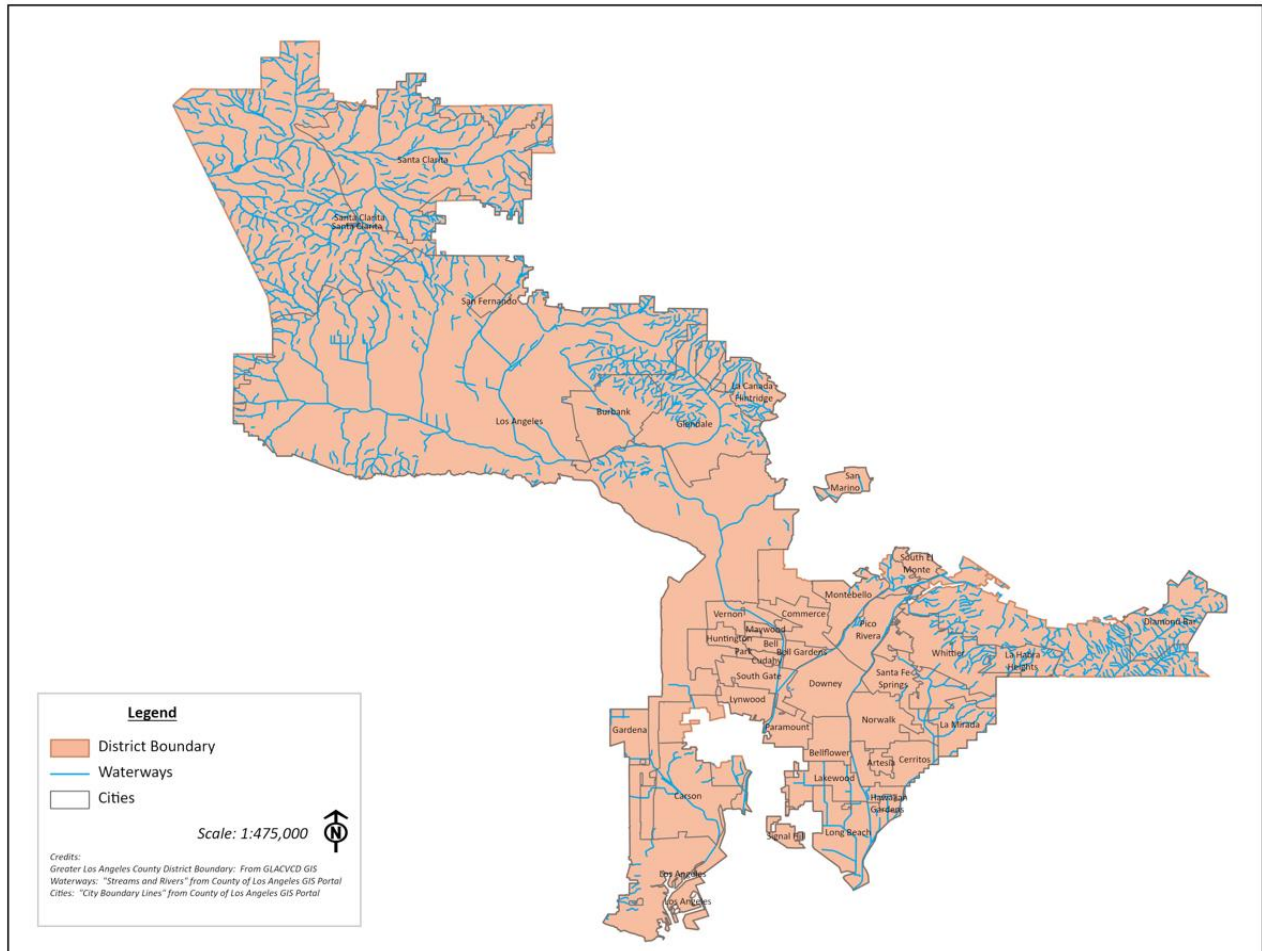 Santa Clarita
Santa Clarita
Santa Clarita
San Fernando
La Canada
Flintridge
Burbank
Los Angeles
Glendale
San
Marino
South El
Monte
Montebello
Vernon
Commerce
Diamond Bar
Maywood
Pico
Rivera
Huntington
Park
Bell
Bell Gardens
Cudahy
Whittier
La Habra
Heights
South Gate
Downey
Santa Fe
Springs
Lynwood
Norwalk
La Mirada
Gardena
Paramount
Bellflower
Artesia
Cerritos
Lakewood
Carson
Hawaiian
Gardens
Signal Hill
Long Beach
Los Angeles
Los Angeles
Legend
District Boundary
Waterways
Cities
Scale: 1:475,000
N
Credits:
Greater Los Angeles County District Boundary: From GLACVCD GIS
Waterways: "Streams and Rivers" from County of Los Angeles GIS Portal
Cities: "City Boundary Lines" from County of Los Angeles GIS Portal